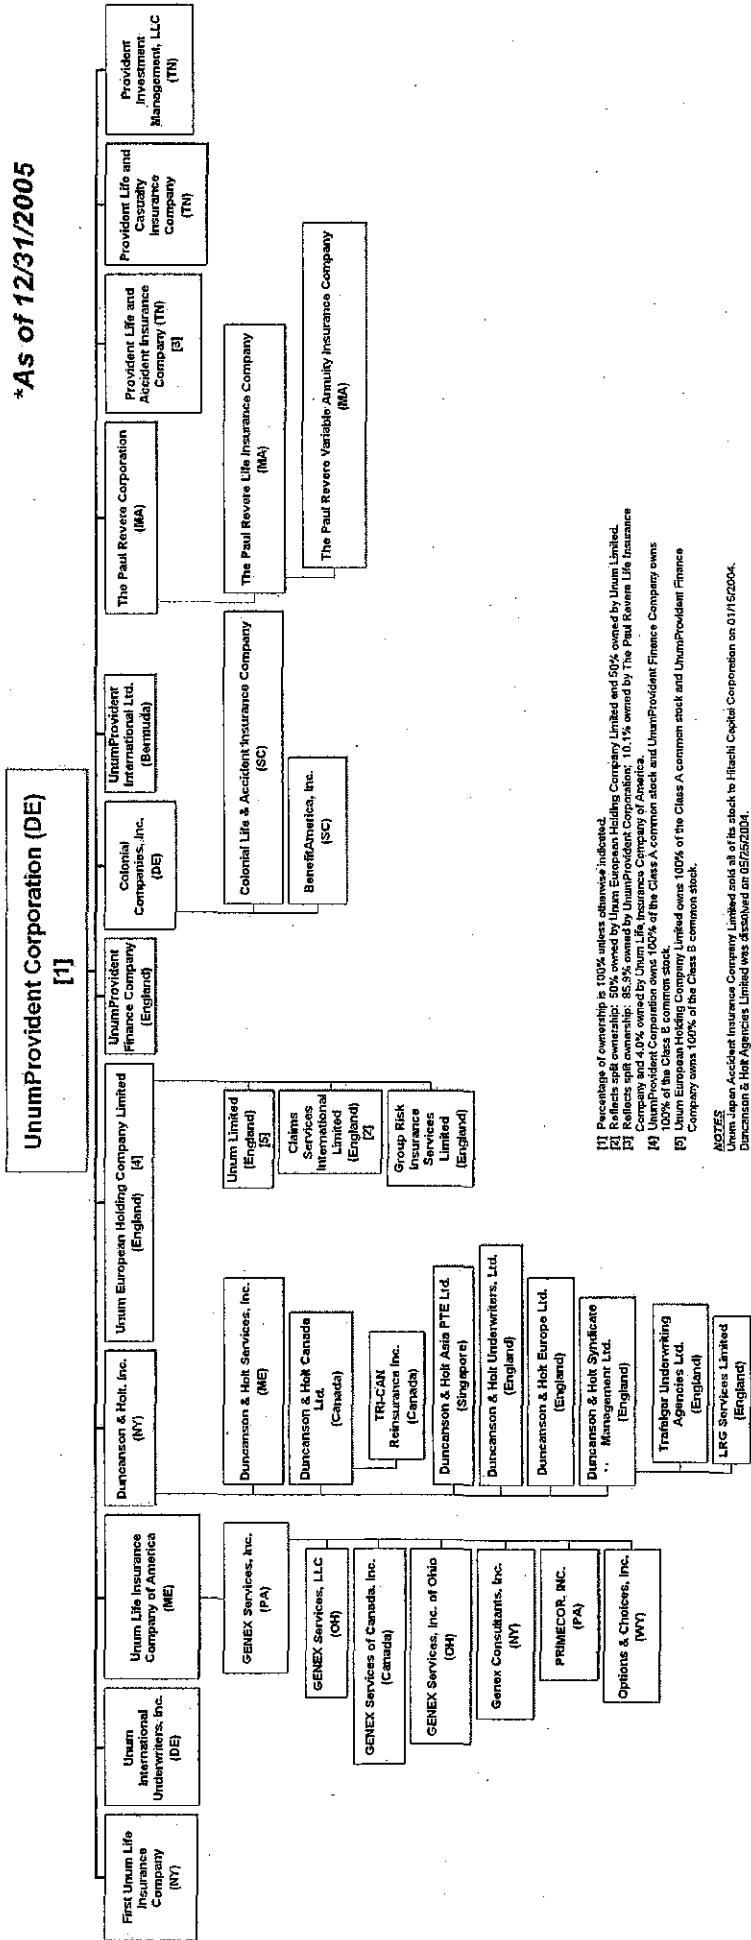 *As of 12/31/2005
UnumProvident Corporation (DE)
[1]
First Unum Life
Insurance
Company
(NY)
Unum
International
Underwriters, Inc.
(DE)
Unum Life Insurance
Company of America
(ME)
Duncanson & Holt, Inc.
(NY)
Unum European Holding Company Limited
(England) [4]
UnumProvident
Finance Company
(England)
Colonial
Companies, Inc.
(DE)
UnumProvident
International Ltd.
(Bermuda)
The Paul Revere Corporation
(MA)
Provident Life and
Accident Insurance
Company (TN)
[3]
Provident Life and
Casualty
Insurance
Company
(TN)
Provident
Investment
Management, LLC
(TN)
GENEX Services, Inc.
(PA)
GENEX Services, LLC
(OH)
GENEX Services of Canada, Inc.
(Canada)
GENEX Services, Inc. of Ohio
(OH)
Genex Consultants, Inc.
(NY)
PRIMECOR, INC.
(PA)
Options & Choices, Inc.
(WY)
Duncanson & Holt Services, Inc.
(ME)
Duncanson & Holt Canada
Ltd.
(Canada)
TRI-CAN
Reinsurance Inc.
(Canada)
Duncanson & Holt Asia PTE Ltd.
(Singapore)
Duncanson & Holt Underwriters, Ltd.
(England)
Duncanson & Holt Europe Ltd.
(England)
Duncanson & Holt Syndicate
Management Ltd.
(England)
Trafalgar Underwriting
Agencies Ltd.
(England)
LRG Services Limited
(England)
Unum Limited
(England)
[5]
Claims
Services
International
Limited
(England)
[2]
Group Risk
Insurance
Services
Limited
(England)
Colonial Life & Accident Insurance Company
(SC)
BenefitAmerica, Inc.
(SC)
The Paul Revere Life Insurance Company
(MA)
The Paul Revere Variable Annuity Insurance Company
(MA)
[1] Percentage of ownership is 100% unless otherwise indicated.
[2] Reflects split ownership: 50% owned by Unum European Holding Company Limited and 50% owned by Unum Limited.
[3] Reflects split ownership: 85.9% owned by UnumProvident Corporation; 10.1% owned by The Paul Revere Life Insurance
Company and 4.0% owned by Unum Life Insurance Company of America.
[4] UnumProvident Corporation owns 100% of the Class A common stock and UnumProvident Finance Company owns
100% of the Class B common stock.
[5] Unum European Holding Company Limited owns 100% of the Class A common stock and UnumProvident Finance
Company owns 100% of the Class B common stock.
NOTES
Unum Japan Accident Insurance Company Limited sold all of its stock to Hitachi Capital Corporation on 01/15/2004.
Duncanson & Holt Agencies Limited was dissolved on 05/25/2004.